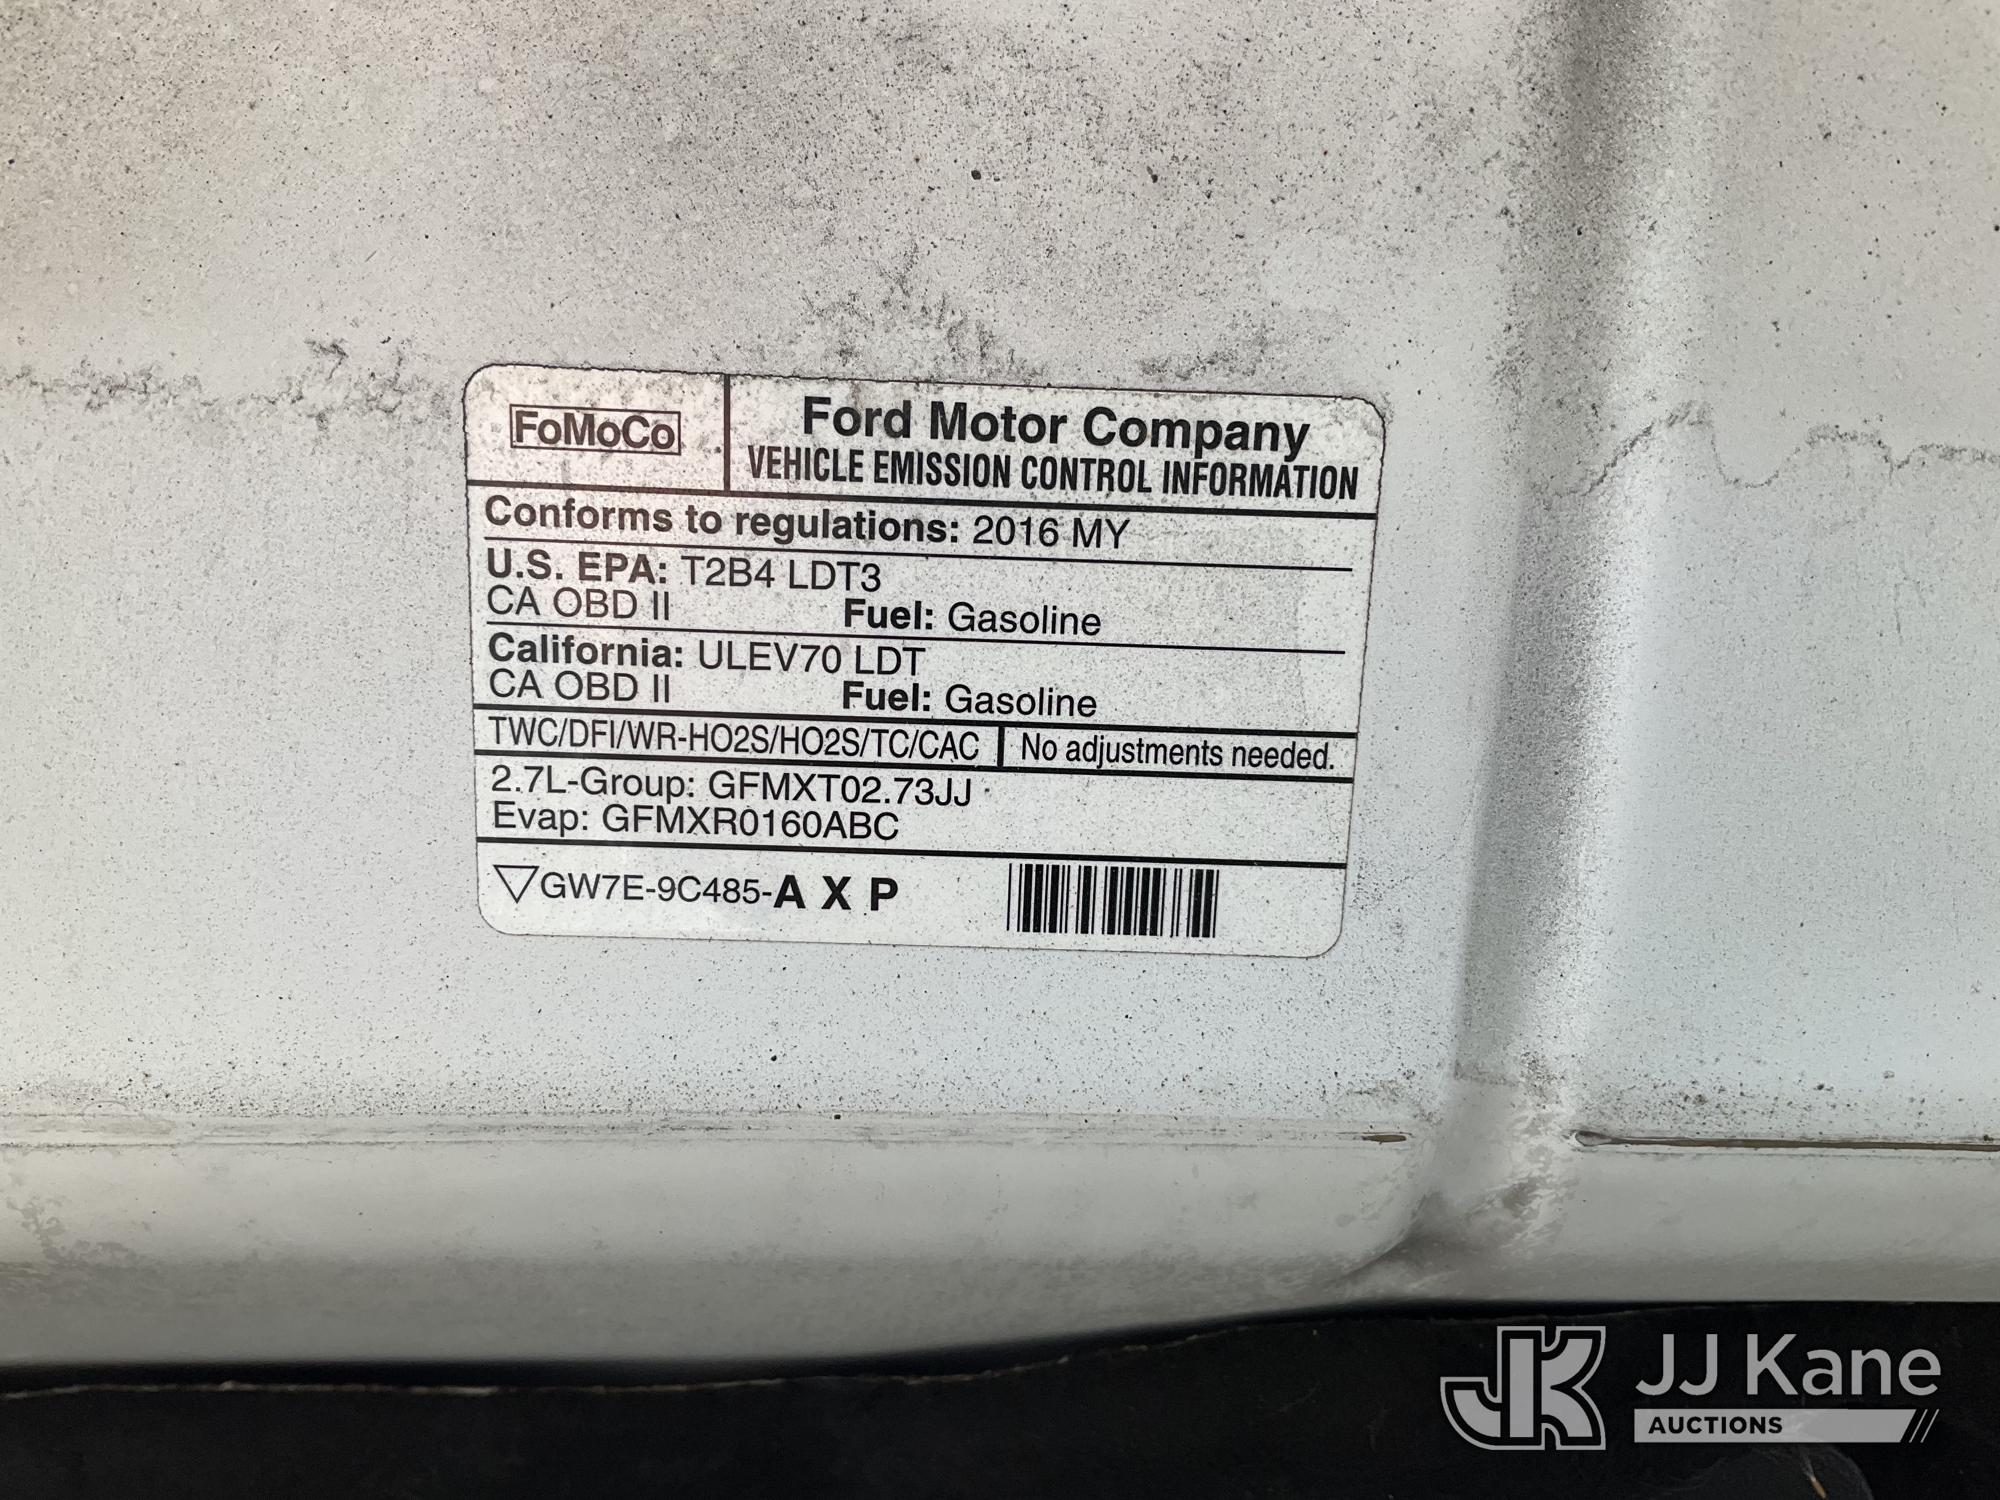 FoMoCo
Ford Motor Company
VEHICLE EMISSION CONTROL INFORMATION
Conforms to regulations: 2016 MY
U.S. EPA: T2B4 LDT3
CA OBD II Fuel: Gasoline
California: ULEV70 LDT
CA OBD II Fuel: Gasoline
TWC/DFI/WR-HO2S/HO2S/TC/CAC No adjustments needed.
2.7L-Group: GFMXT02.73JJ
Evap: GFMXR0160ABC
GW7E-9C485-A X P
JK JJ Kane
AUCTIONS